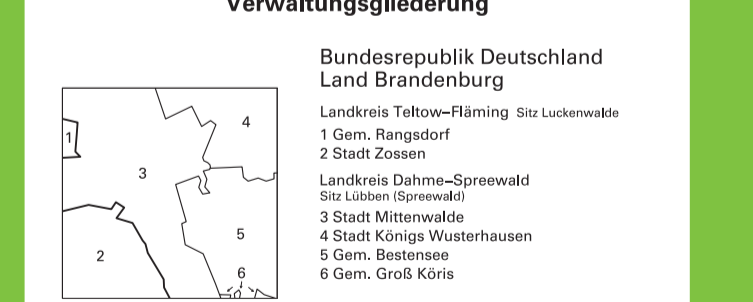 Verwaltungsgliederung
Bundesrepublik Deutschland
Land Brandenburg
Landkreis Teltow–Fläming Sitz Luckenwalde
1 Gem. Rangsdorf
2 Stadt Zossen
Landkreis Dahme–Spreewald
Sitz Lübben (Spreewald)
3 Stadt Mittenwalde
4 Stadt Königs Wusterhausen
5 Gem. Bestensee
6 Gem. Groß Köris
4
1
3
5
2
6